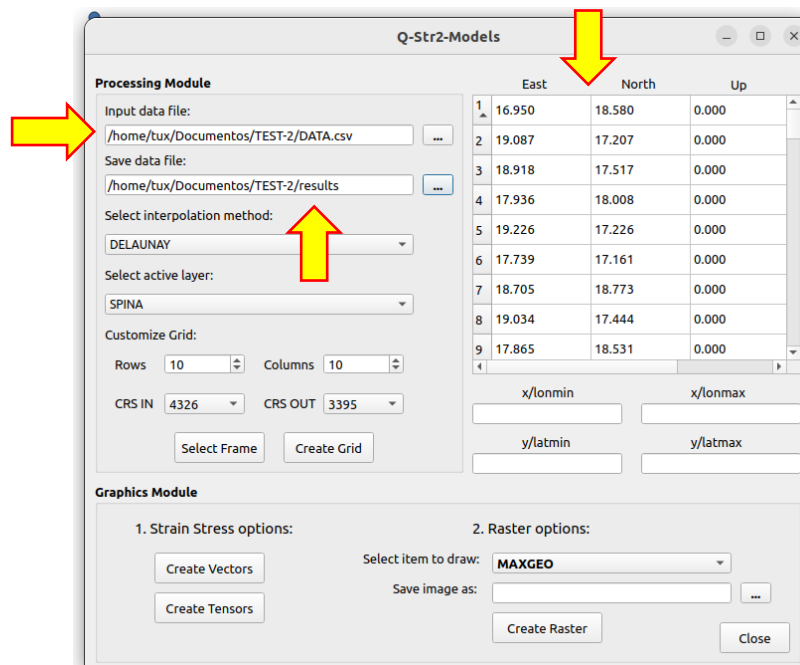 Q-Str2-Models
Processing Module
Input data file:
/home/tux/Documentos/TEST-2/DATA.csv ...
Save data file:
/home/tux/Documentos/TEST-2/results ...
Select interpolation method:
DELAUNAY
Select active layer:
SPINA
Customize Grid:
Rows 10 Columns 10
CRS IN 4326 CRS OUT 3395
Select Frame Create Grid
East North Up
1 16.950 18.580 0.000
2 19.087 17.207 0.000
3 18.918 17.517 0.000
4 17.936 18.008 0.000
5 19.226 17.226 0.000
6 17.739 17.161 0.000
7 18.705 18.773 0.000
8 19.034 17.444 0.000
9 17.865 18.531 0.000
x/lonmin x/lonmax
y/latmin y/latmax
Graphics Module
1. Strain Stress options:
Create Vectors
Create Tensors
2. Raster options:
Select item to draw: MAXGEO
Save image as: ...
Create Raster
Close